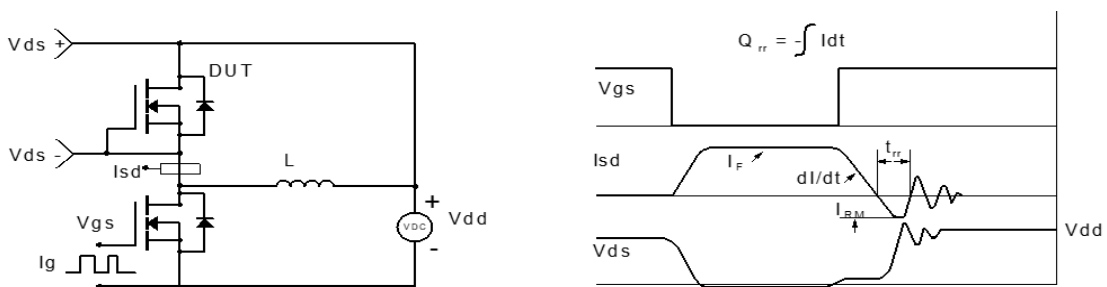 Vds +
DUT
Vds -
Isd
L
Vgs
Ig
+
VDC
-
Vdd
Q rr = -∫ Idt
Vgs
Isd
I F
dI/dt
t rr
I RM
Vds
Vdd